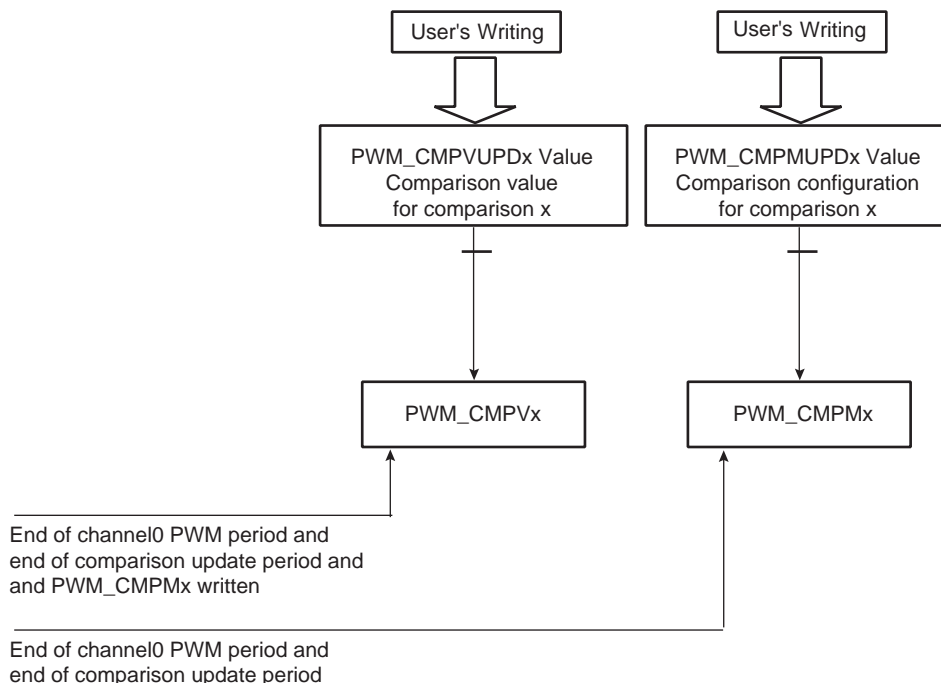 User's Writing
User's Writing
PWM_CMPVUPDx Value
Comparison value
for comparison x
PWM_CMPMUPDx Value
Comparison configuration
for comparison x
PWM_CMPVx
PWM_CMPMx
End of channel0 PWM period and
end of comparison update period and
and PWM_CMPMx written
End of channel0 PWM period and
end of comparison update period